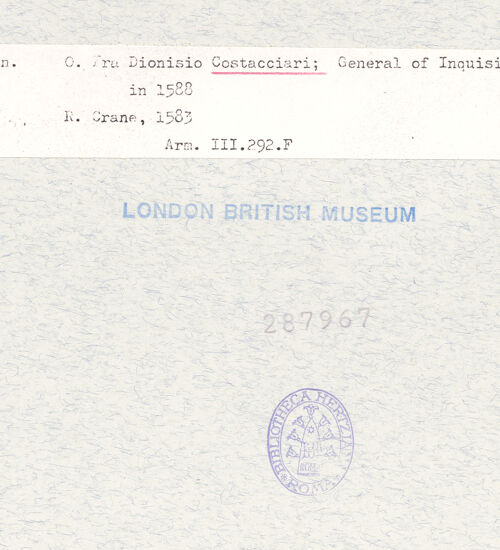 n. O. Fra Dionisio Costacciari; General of Inquisi
in 1588
R. Crane, 1583
Arm. III.292.F
LONDON BRITISH MUSEUM
287967
BIBLIOTHECA HERTZIANA
ROMA